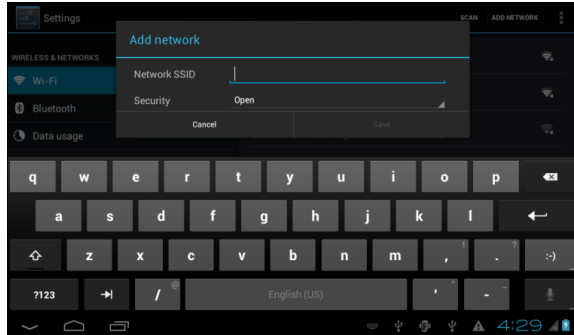 Settings
SCAN ADD NETWORK
Add network
WIRELESS & NETWORKS
Network SSID
Wi-Fi
Security Open
Bluetooth
Cancel Save
Data usage
q w e r t y u i o p
a s d f g h j k l
z x c v b n m , ! . ? :-)
?123 / @ English (US) ' " - _
4:29